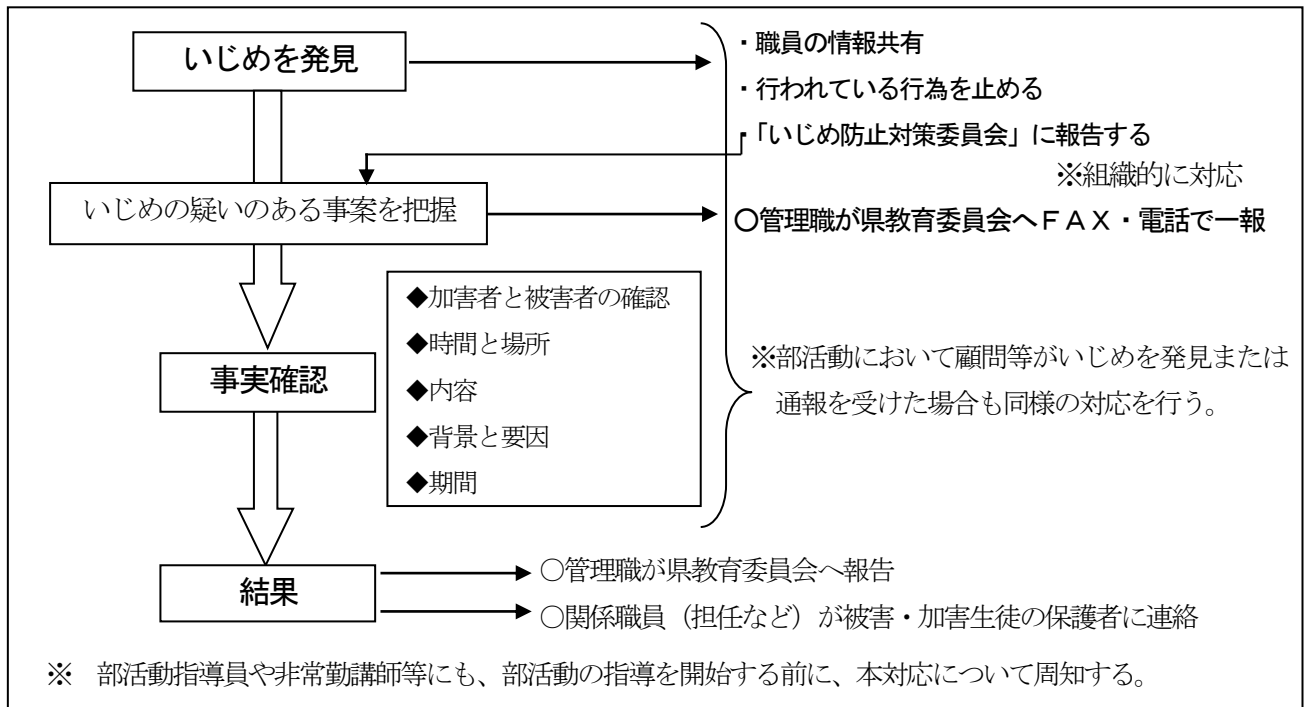 いじめを発見
・職員の情報共有
・行われている行為を止める
・「いじめ防止対策委員会」に報告する
※組織的に対応
いじめの疑いのある事案を把握
○管理職が県教育委員会へＦＡＸ・電話で一報
◆加害者と被害者の確認
◆時間と場所
◆内容
◆背景と要因
◆期間
事実確認
※部活動において顧問等がいじめを発見または
通報を受けた場合も同様の対応を行う。
結果
○管理職が県教育委員会へ報告
○関係職員（担任など）が被害・加害生徒の保護者に連絡
※　部活動指導員や非常勤講師等にも、部活動の指導を開始する前に、本対応について周知する。